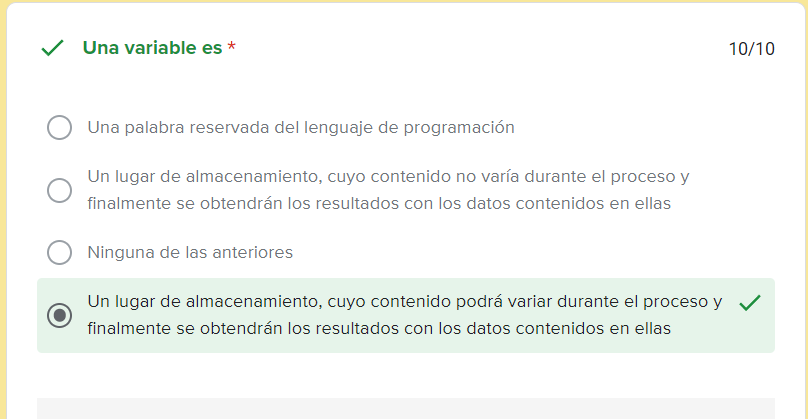 Una variable es *
10/10
Una palabra reservada del lenguaje de programación
Un lugar de almacenamiento, cuyo contenido no varía durante el proceso y
finalmente se obtendrán los resultados con los datos contenidos en ellas
Ninguna de las anteriores
Un lugar de almacenamiento, cuyo contenido podrá variar durante el proceso y
finalmente se obtendrán los resultados con los datos contenidos en ellas